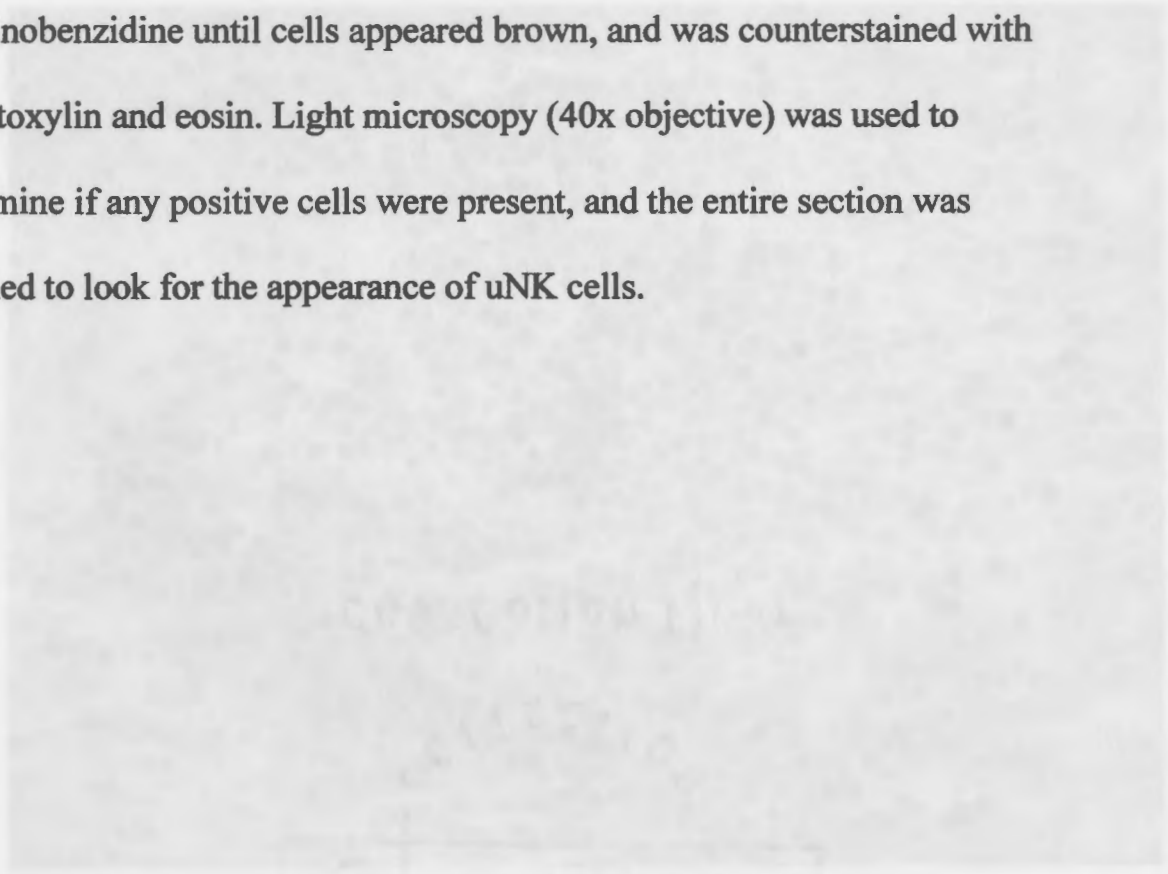 nobenzidine until cells appeared brown, and was counterstained with
toxylin and eosin. Light microscopy (40x objective) was used to
mine if any positive cells were present, and the entire section was
ed to look for the appearance of uNK cells.